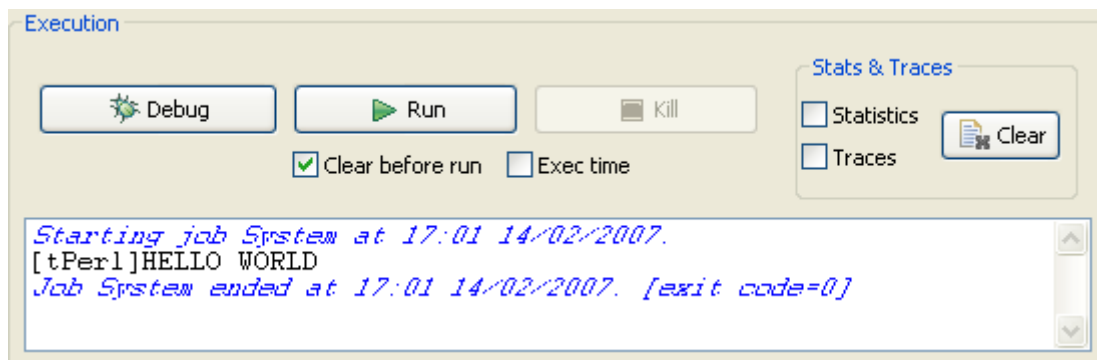 Execution
Stats & Traces
Debug
Run
Kill
Statistics
Clear
Traces
Clear before run
Exec time
Starting job System at 17:01 14/02/2007.
[tPerl]HELLO WORLD
Job System ended at 17:01 14/02/2007. [exit code=0]